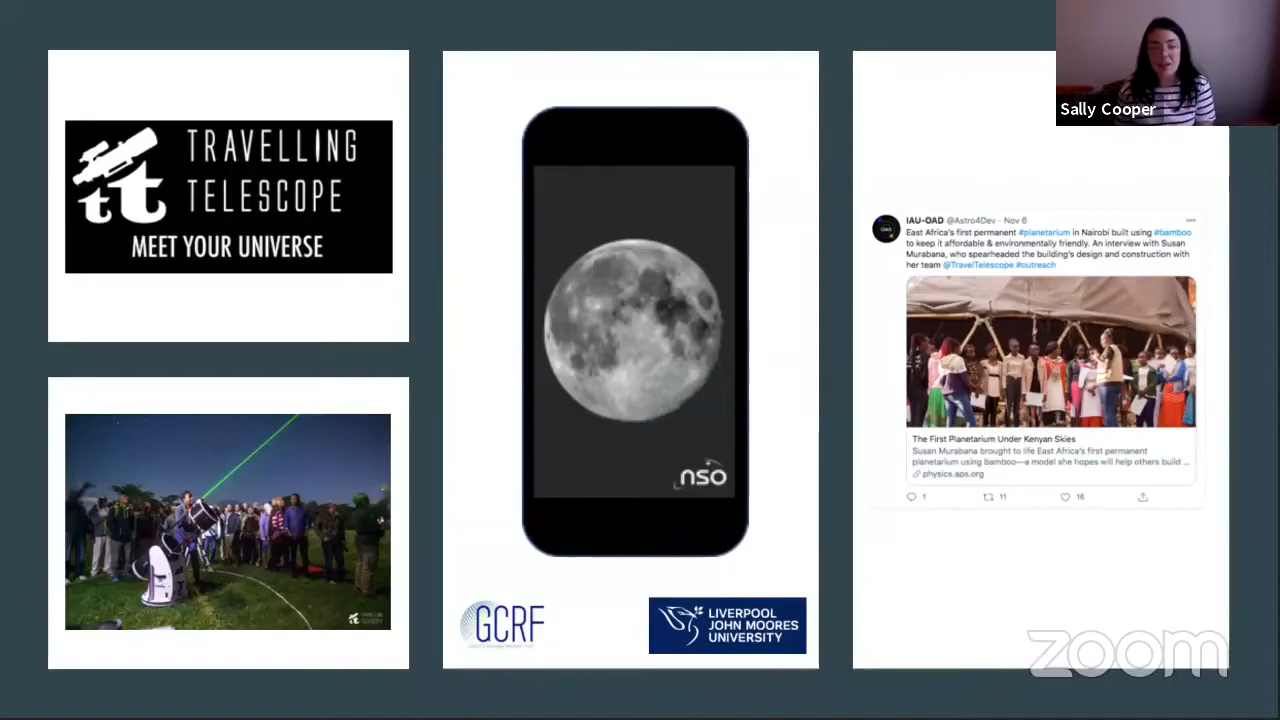 TRAVELLING
TELESCOPE
MEET YOUR UNIVERSE
TRAVELLING
TELESCOPE
nso
GCRF
LIVERPOOL
JOHN MOORES
UNIVERSITY
Sally Cooper
IAU-OAD @Astro4Dev · Nov 6
East Africa's first permanent #planetarium in Nairobi built using #bamboo
to keep it affordable & environmentally friendly. An interview with Susan
Murabana, who spearheaded the building's design and construction with
her team @TravelTelescope #outreach
The First Planetarium Under Kenyan Skies
Susan Murabana brought to life East Africa's first permanent
planetarium using bamboo—a model she hopes will help others build ...
physics.aps.org
1 11 16
zoom